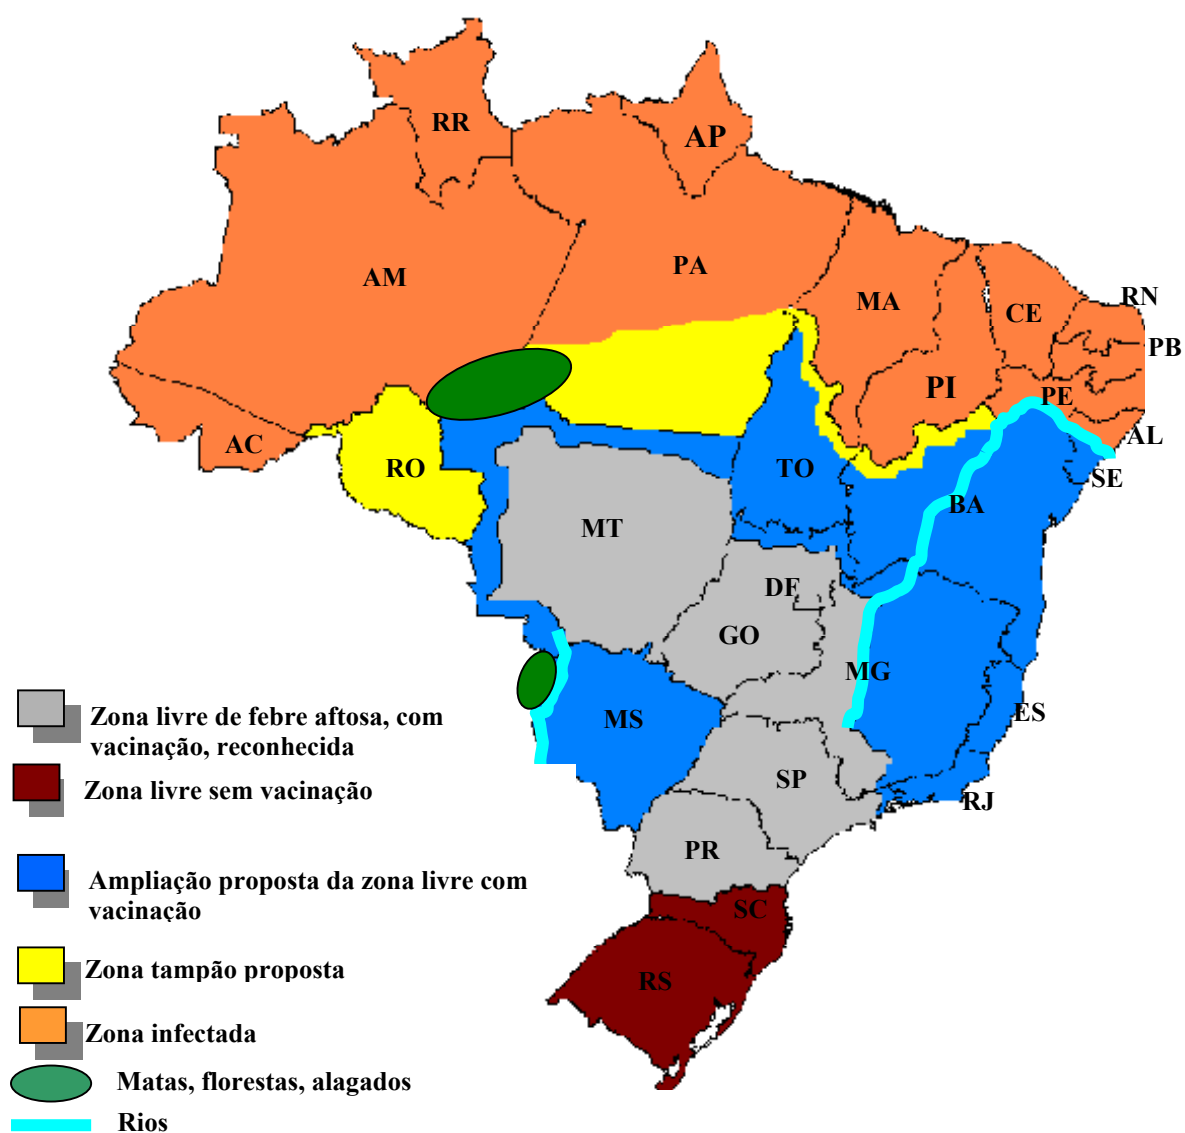 RR
AP
AM
PA
MA
CE
RN
PB
PI
PE
AC
AL
RO
TO
SE
BA
MT
DF
GO
MG
MS
ES
SP
RJ
PR
SC
RS
Zona livre de febre aftosa, com
vacinação, reconhecida
Zona livre sem vacinação
Ampliação proposta da zona livre com
vacinação
Zona tampão proposta
Zona infectada
Matas, florestas, alagados
Rios